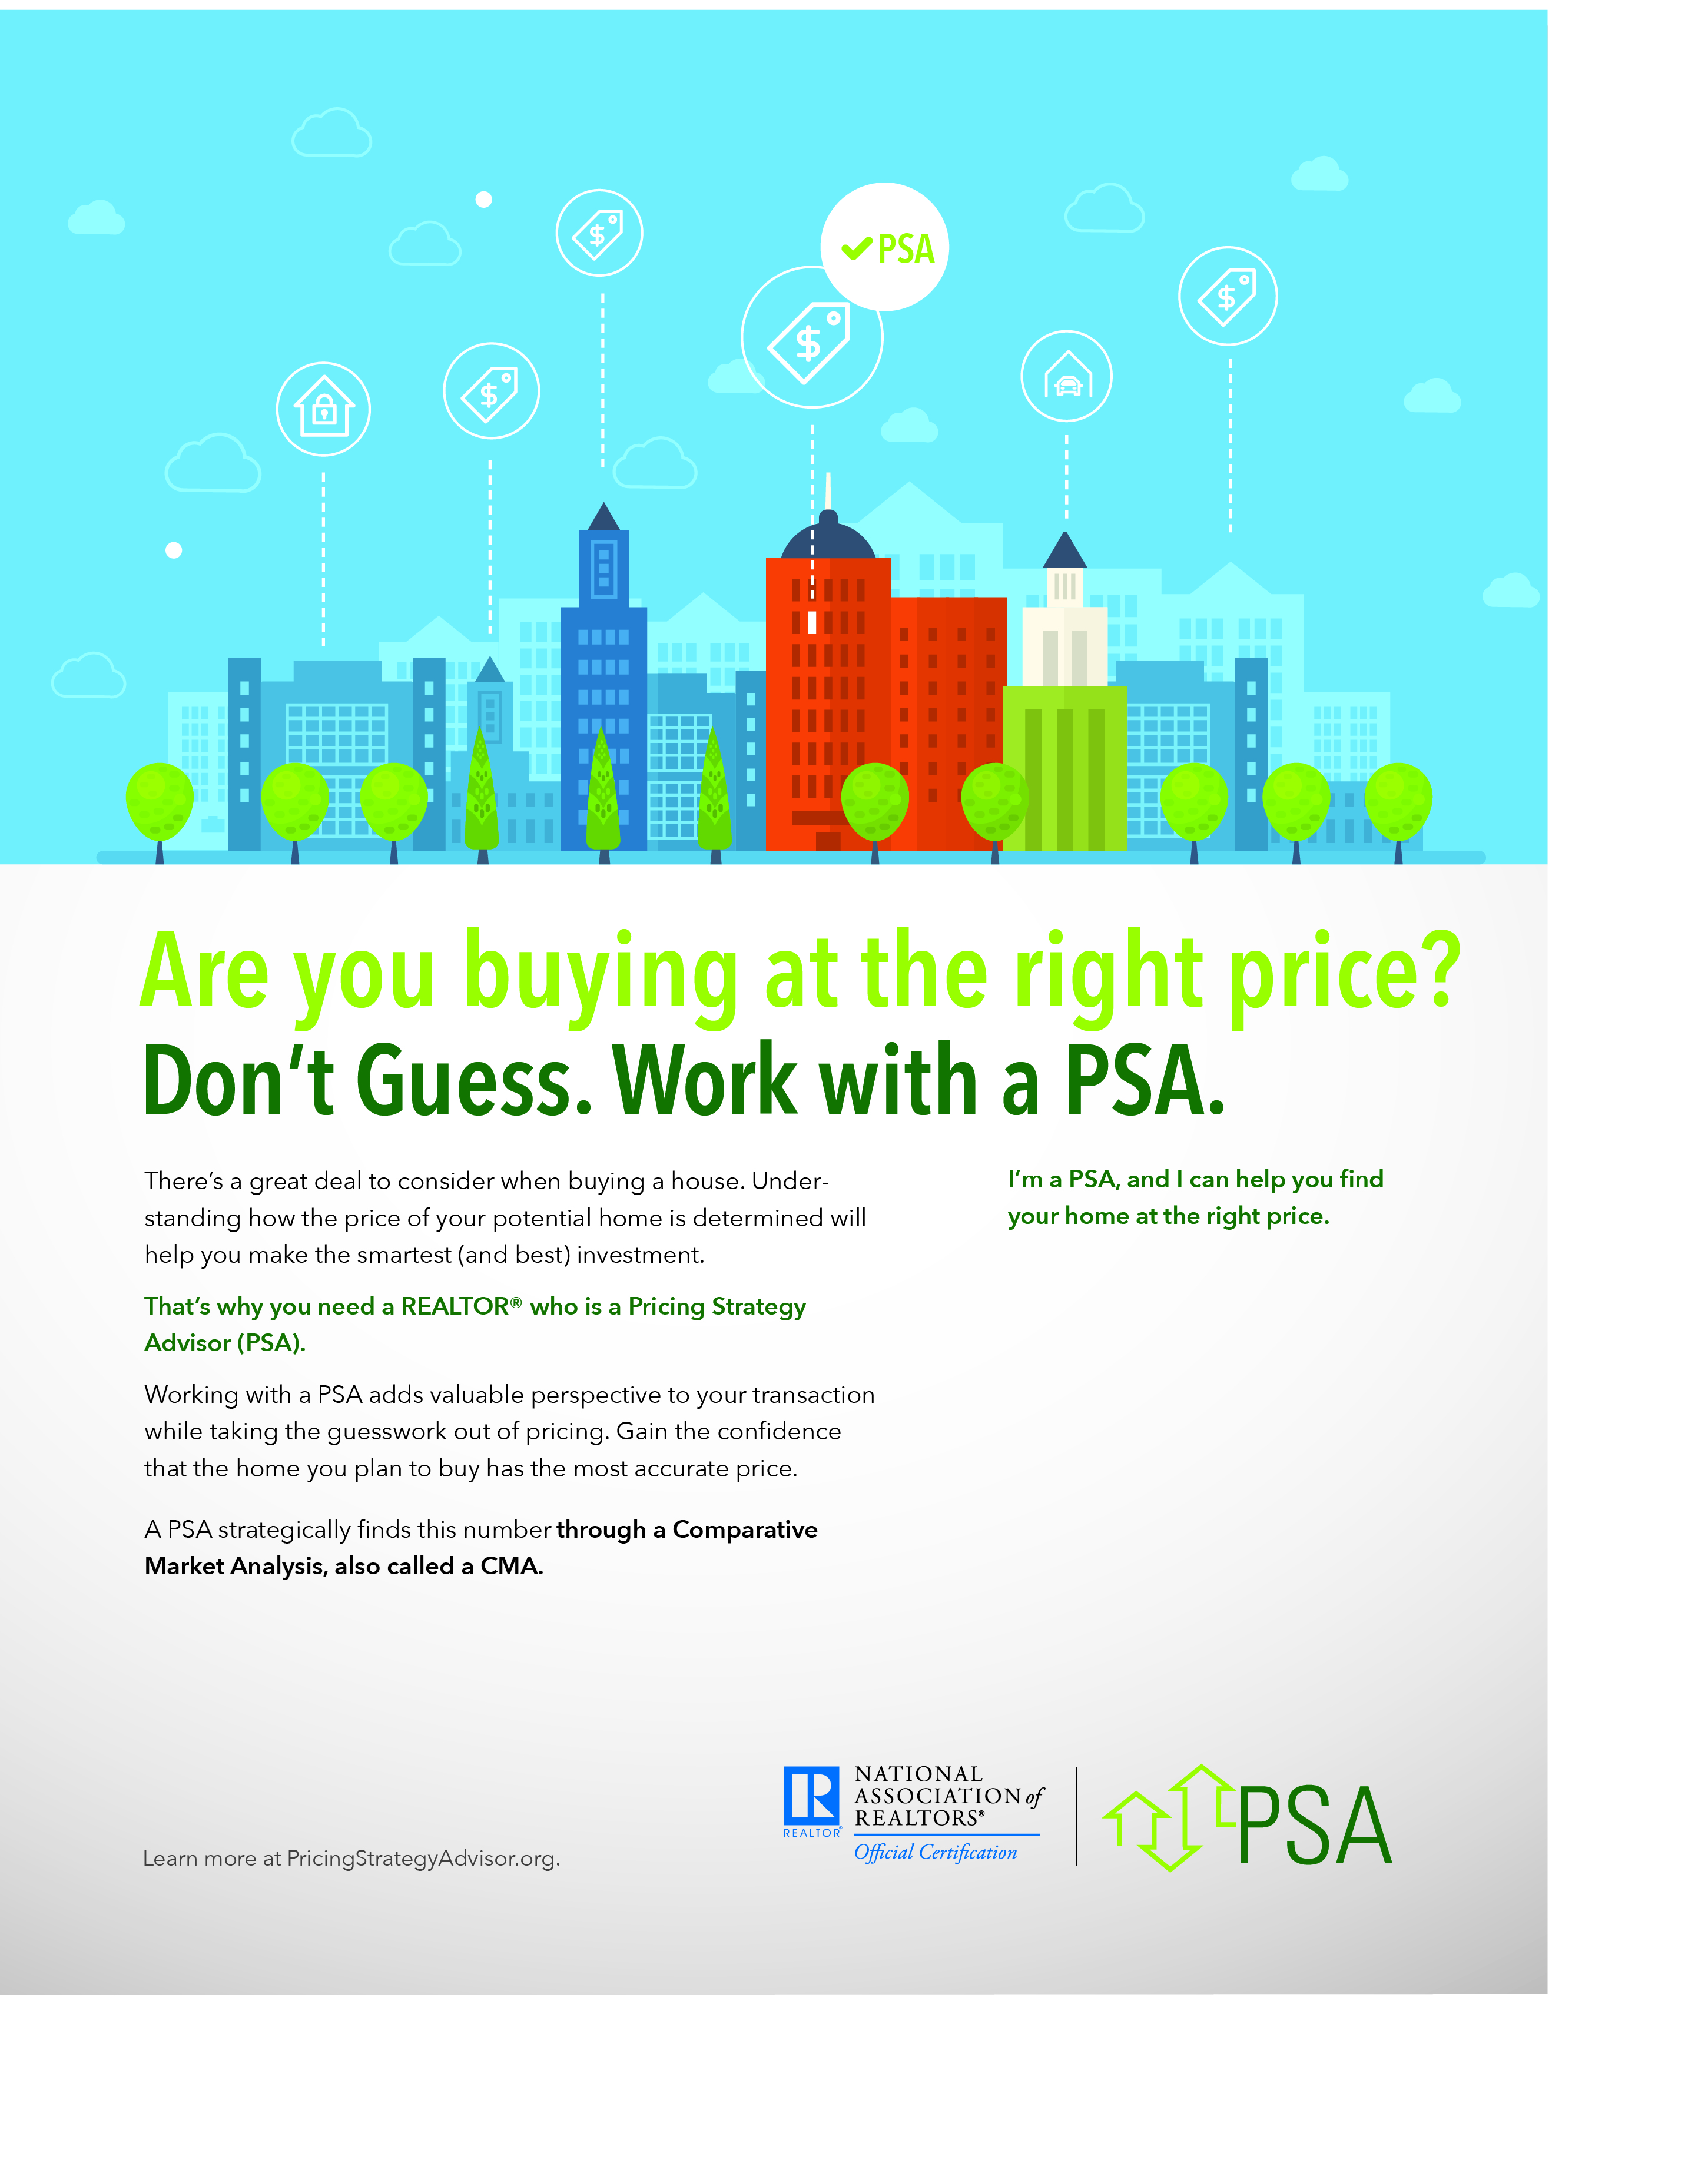 PSA
$
$
$
$
Are you buying at the right price?
Don‘t Guess. Work with a PSA.
There’s a great deal to consider when buying a house. Under-
standing how the price of your potential home is determined will
help you make the smartest (and best) investment.
That’s why you need a REALTOR® who is a Pricing Strategy
Advisor (PSA).
Working with a PSA adds valuable perspective to your transaction
while taking the guesswork out of pricing. Gain the confidence
that the home you plan to buy has the most accurate price.
A PSA strategically finds this number through a Comparative
Market Analysis, also called a CMA.
I’m a PSA, and I can help you find
your home at the right price.
Learn more at PricingStrategyAdvisor.org.
R
REALTOR®
NATIONAL
ASSOCIATION of
REALTORS®
Official Certification
PSA